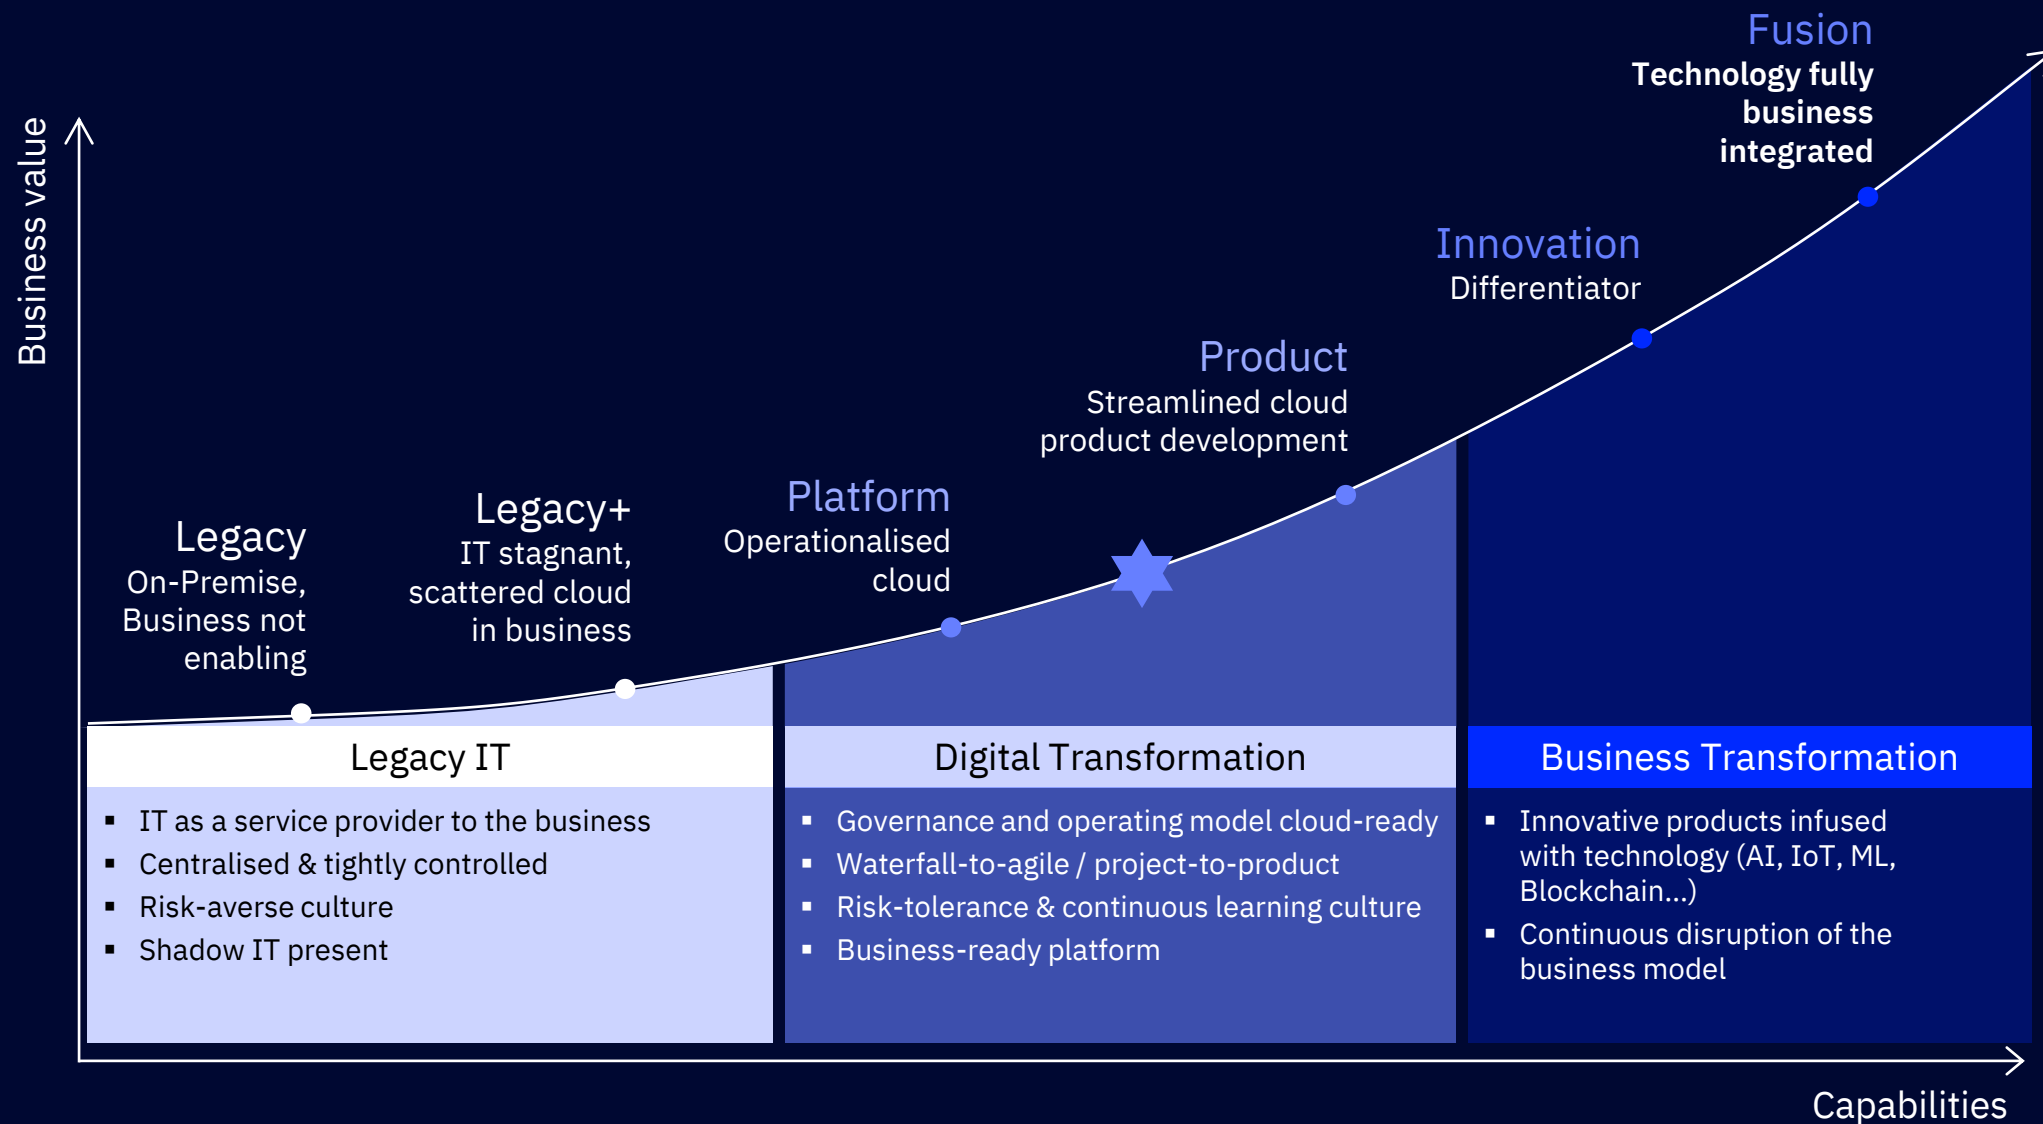 Fusion
Technology fully
business
integrated
Business value
Innovation
Differentiator
Product
Streamlined cloud
product development
Platform
Operationalised
cloud
Legacy+
IT stagnant,
scattered cloud
in business
Legacy
On-Premise,
Business not
enabling
Legacy IT
▪ IT as a service provider to the business
▪ Centralised & tightly controlled
▪ Risk-averse culture
▪ Shadow IT present
Digital Transformation
▪ Governance and operating model cloud-ready
▪ Waterfall-to-agile / project-to-product
▪ Risk-tolerance & continuous learning culture
▪ Business-ready platform
Business Transformation
▪ Innovative products infused
with technology (AI, IoT, ML,
Blockchain...)
▪ Continuous disruption of the
business model
Capabilities